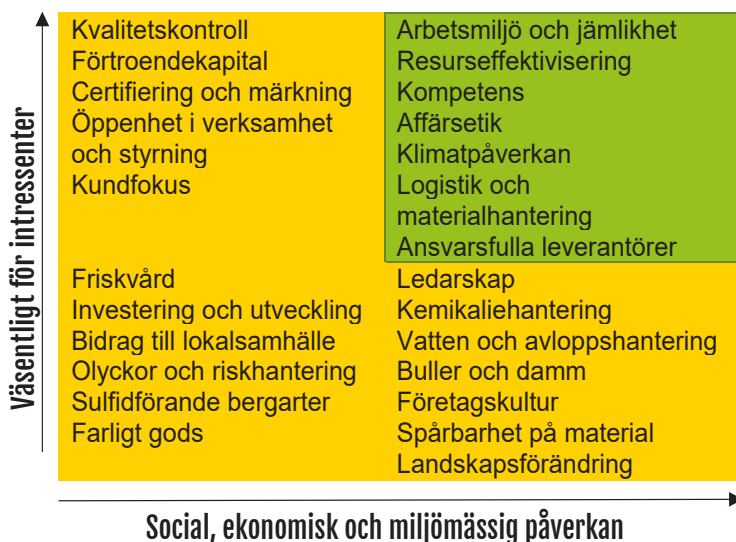 Väsentligt för intressenter
Kvalitetskontroll
Förtroendekapital
Certifiering och märkning
Öppenhet i verksamhet
och styrning
Kundfokus
Arbetsmiljö och jämlikhet
Resurseffektivisering
Kompetens
Affärsetik
Klimatpåverkan
Logistik och
materialhantering
Ansvarsfulla leverantörer
Friskvård
Investering och utveckling
Bidrag till lokalsamhälle
Olyckor och riskhantering
Sulfidförande bergarter
Farligt gods
Ledarskap
Kemikaliehantering
Vatten och avloppshantering
Buller och damm
Företagskultur
Spårbarhet på material
Landskapsförändring
Social, ekonomisk och miljömässig påverkan